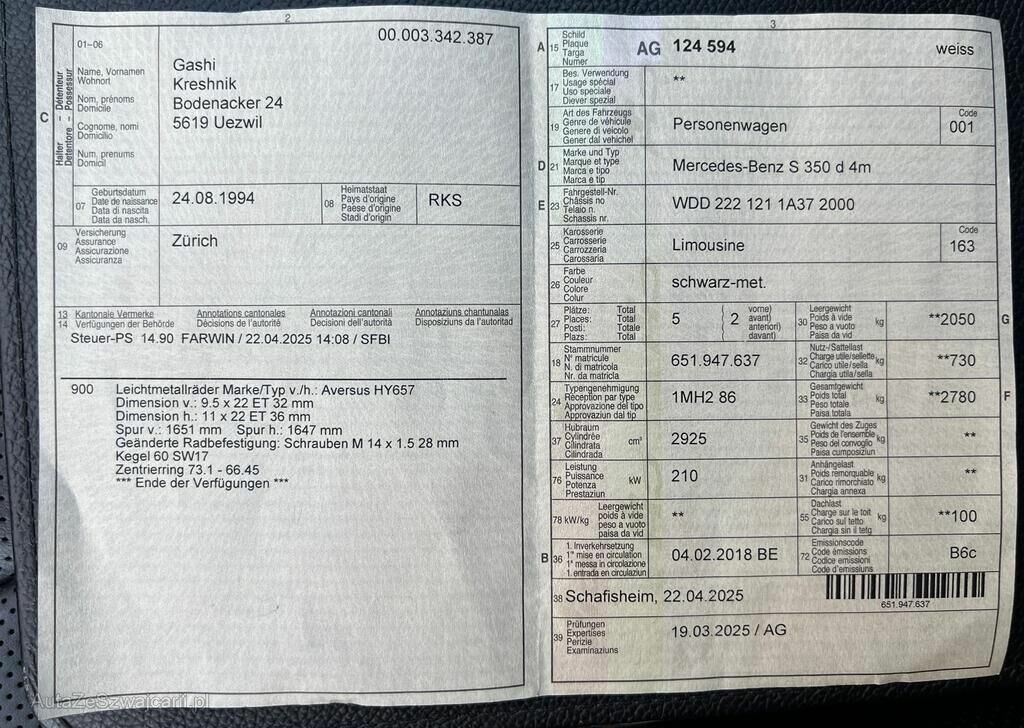 2
00.003.342.387
C
Halter – Détenteur
Detentore – Possessur
01–06
Name, Vornamen
Wohnort
Nom, prénoms
Domicile
Cognome, nomi
Domicilio
Num, prenums
Domicil
Gashi
Kreshnik
Bodenacker 24
5619 Uezwil
07
Geburtsdatum
Date de naissance
Data di nascita
Data da nasch.
24.08.1994
08
Heimatstaat
Pays d'origine
Paese d'origine
Stadi d'origin
RKS
09
Versicherung
Assurance
Assicurazione
Assicuranza
Zürich
13 Kantonale Vermerke Annotations cantonales Annotazioni cantonali Annotaziuns chantunalas
14 Verfügungen der Behörde Décisions de l'autorité Decisioni dell'autorità Disposiziuns da l'autoritad
Steuer-PS 14.90 FARWIN / 22.04.2025 14:08 / SFBI
900 Leichtmetallräder Marke/Typ v./h.: Aversus HY657
Dimension v.: 9.5 x 22 ET 32 mm
Dimension h.: 11 x 22 ET 36 mm
Spur v.: 1651 mm Spur h.: 1647 mm
Geänderte Radbefestigung: Schrauben M 14 x 1.5 28 mm
Kegel 60 SW17
Zentrierring 73.1 - 66.45
*** Ende der Verfügungen ***
3
A 15
Schild
Plaque
Targa
Numer
AG 124 594 weiss
17
Bes. Verwendung
Usage spécial
Uso speciale
Diever spezial
**
19
Art des Fahrzeugs
Genre de véhicule
Genere di veicolo
Gener dal vehichel
Personenwagen
Code
001
D 21
Marke und Typ
Marque et type
Marca e tipo
Marca e tip
Mercedes-Benz S 350 d 4m
E 23
Fahrgestell-Nr.
Châssis no
Telaio n.
Schassis nr.
WDD 222 121 1A37 2000
25
Karosserie
Carrosserie
Carrozzeria
Carossaria
Limousine
Code
163
26
Farbe
Couleur
Colore
Colur
schwarz-met.
27
Plätze: Total
Places: Total
Posti: Totale
Plazs: Total
5
( 2
vorne)
avant)
anteriori)
davant)
30
Leergewicht
Poids à vide
Peso a vuoto
Paisa da vid
kg
**2050
G
18
Stammnummer
N° matricule
N. di matricola
Nr. da matricla
651.947.637
32
Nutz-/Sattellast
Charge utile/sellette
Carico utile/sella
Chargia utila/sella
kg
**730
24
Typengenehmigung
Réception par type
Approvazione del tipo
Approvaziun dal tip
1MH2 86
33
Gesamtgewicht
Poids total
Peso totale
Paisa totala
kg
**2780
F
37
Hubraum
Cylindrée
Cilindrata
Cilindrada
cm³
2925
35
Gewicht des Zuges
Poids de l'ensemble
Peso del convoglio
Paisa cumposiziun
kg
**
76
Leistung
Puissance
Potenza
Prestaziun
kW
210
31
Anhängelast
Poids remorquable
Carico rimorchiato
Chargia annexa
kg
**
78 kW/kg
Leergewicht
poids à vide
peso a vuoto
paisa da vid
**
55
Dachlast
Charge sur le toit
Carico sul tetto
Chargia sin il tetg
kg
**100
B 36
1. Inverkehrsetzung
1re mise en circulation
1a messa in circolazione
1. entrada en circulaziun
04.02.2018 BE
72
Emissionscode
Code émissions
Codice emissioni
Code d'emissiuns
B6c
38 Schafisheim, 22.04.2025
651.947.637
39
Prüfungen
Expertises
Perizie
Examinaziuns
19.03.2025 / AG
AutaZeSzwajcarii.pl